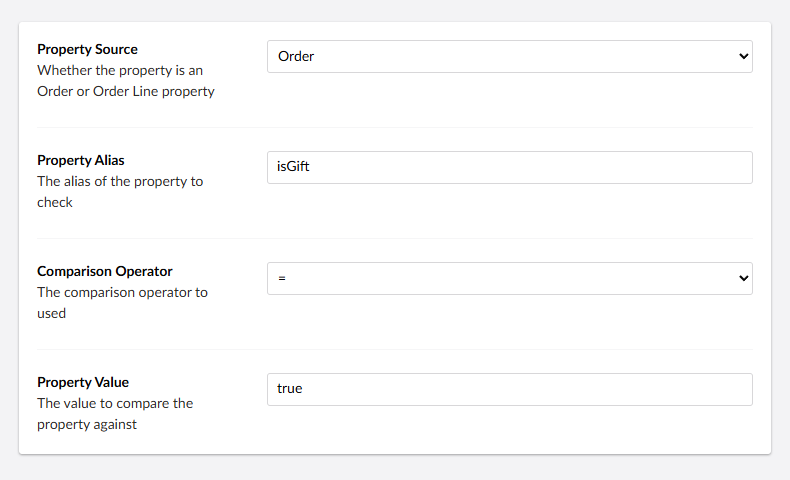 Property Source
Order
Whether the property is an
Order or Order Line property
Property Alias
isGift
The alias of the property to
check
Comparison Operator
=
The comparison operator to
used
Property Value
true
The value to compare the
property against